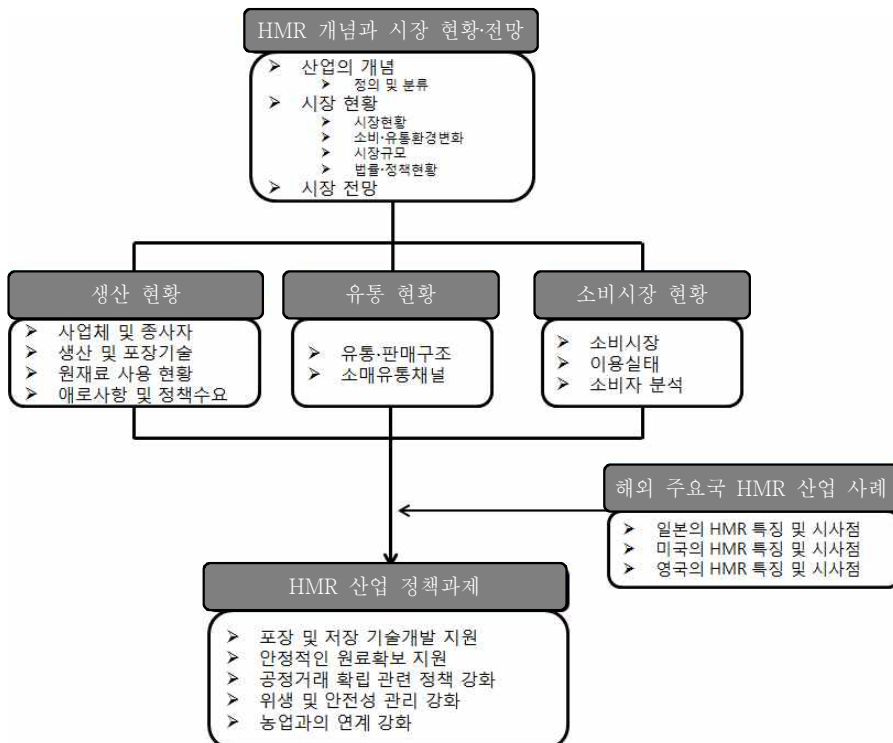 HMR 개념과 시장 현황·전망
➢ 산업의 개념
➢ 정의 및 분류
➢ 시장 현황
➢ 시장현황
➢ 소비·유통환경변화
➢ 시장규모
➢ 법률·정책현황
➢ 시장 전망
생산 현황
➢ 사업체 및 종사자
➢ 생산 및 포장기술
➢ 원재료 사용 현황
➢ 애로사항 및 정책수요
유통 현황
➢ 유통·판매구조
➢ 소매유통채널
소비시장 현황
➢ 소비시장
➢ 이용실태
➢ 소비자 분석
해외 주요국 HMR 산업 사례
➢ 일본의 HMR 특징 및 시사점
➢ 미국의 HMR 특징 및 시사점
➢ 영국의 HMR 특징 및 시사점
HMR 산업 정책과제
➢ 포장 및 저장 기술개발 지원
➢ 안정적인 원료확보 지원
➢ 공정거래 확립 관련 정책 강화
➢ 위생 및 안전성 관리 강화
➢ 농업과의 연계 강화